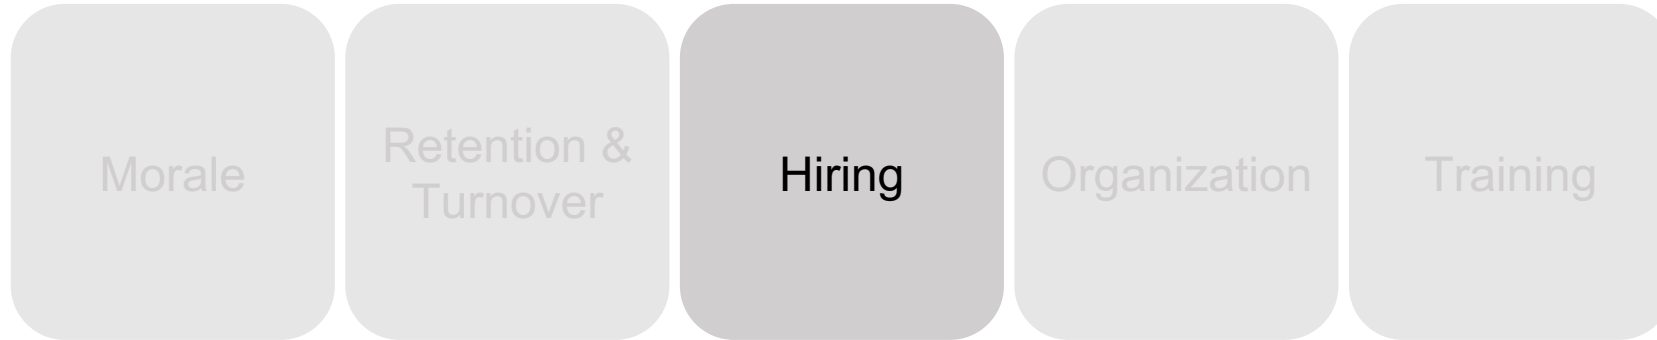 Morale
Retention &
Turnover
Hiring
Organization
Training